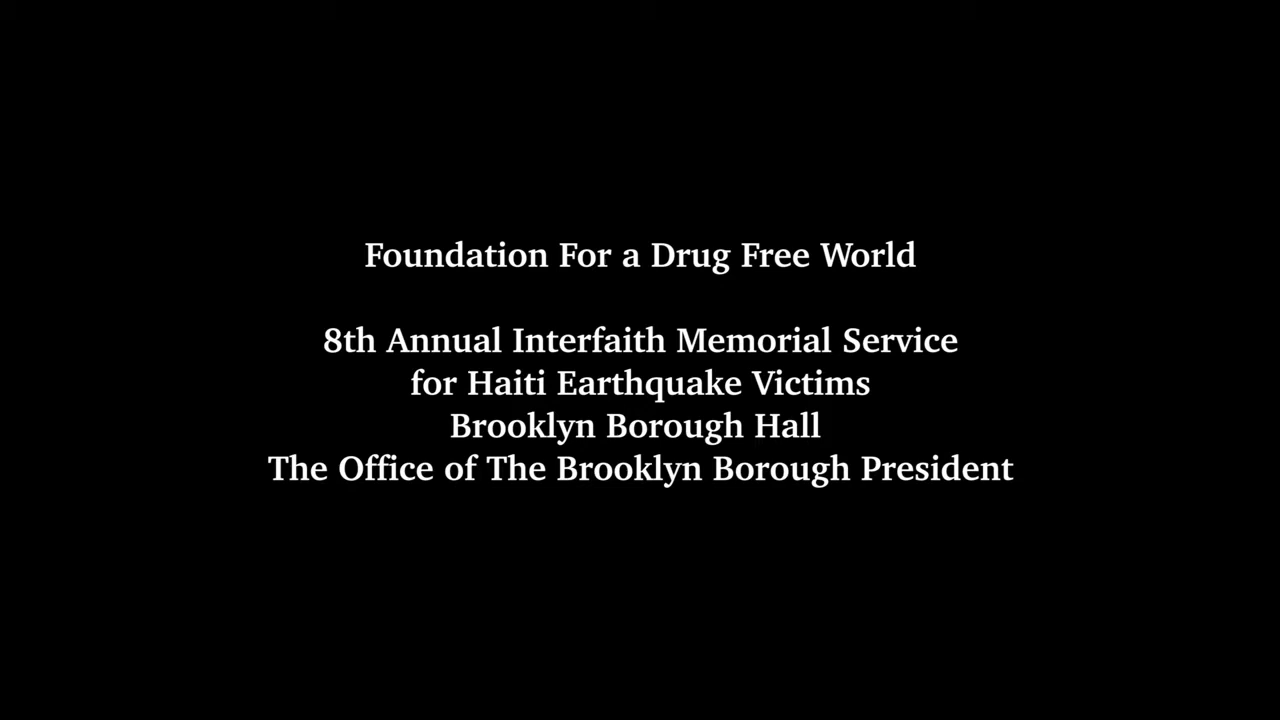 Foundation For a Drug Free World
8th Annual Interfaith Memorial Service
for Haiti Earthquake Victims
Brooklyn Borough Hall
The Office of The Brooklyn Borough President